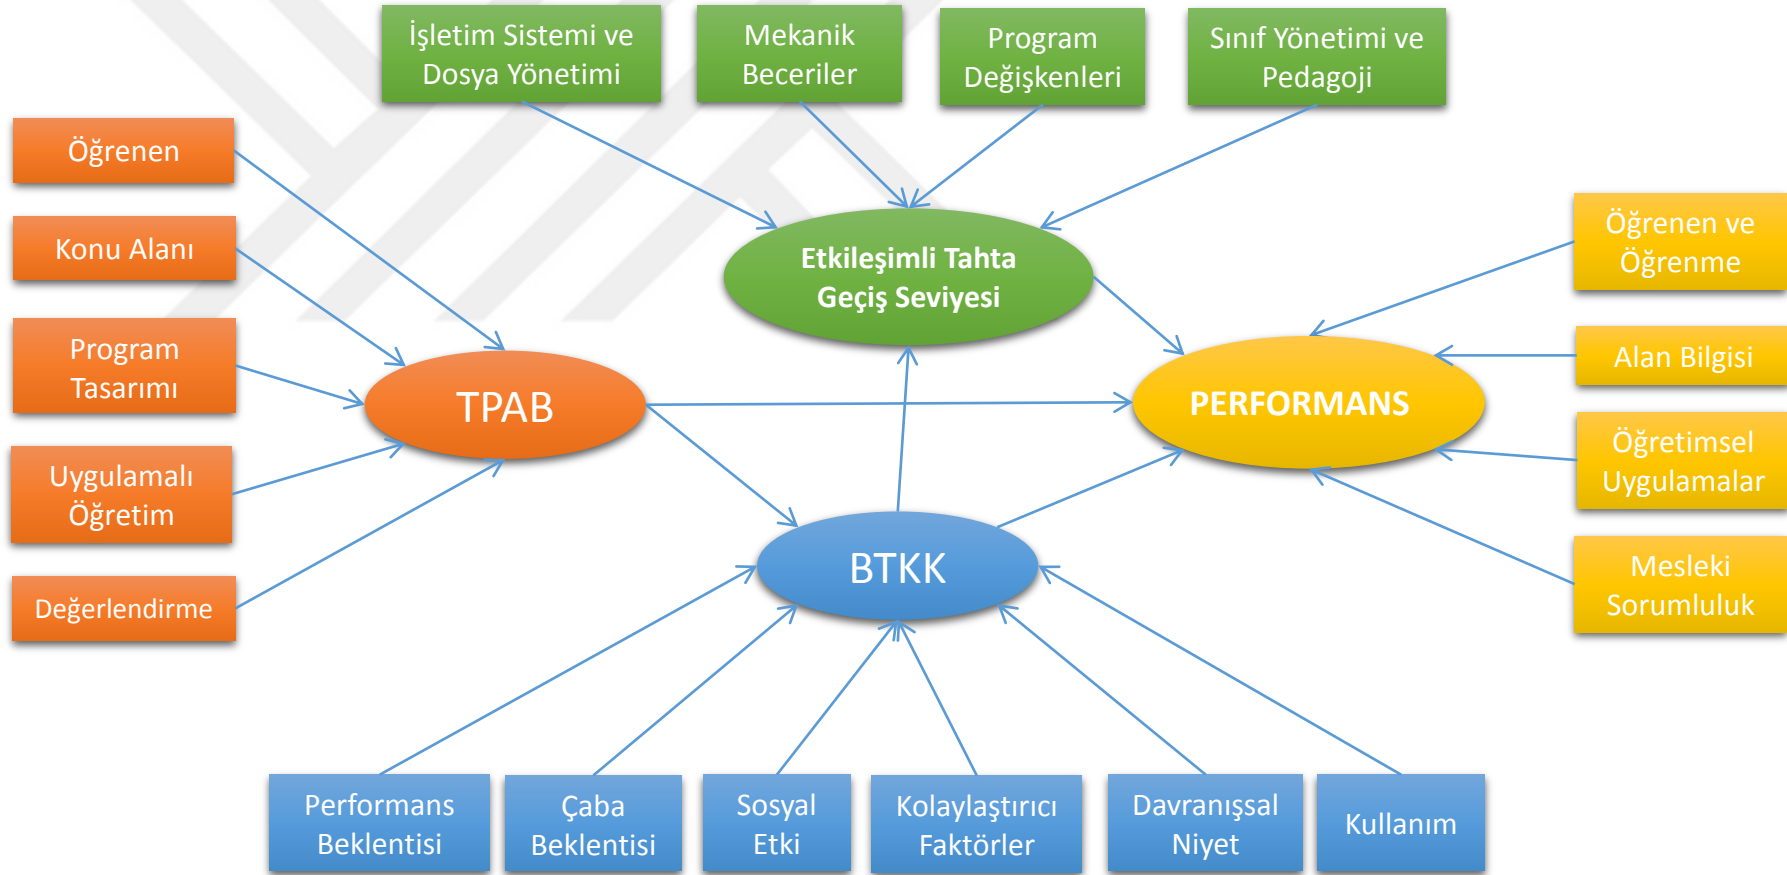 İşletim Sistemi ve
Dosya Yönetimi
Mekanik
Beceriler
Program
Değişkenleri
Sınıf Yönetimi ve
Pedagoji
Öğrenen
Konu Alanı
Program
Tasarımı
Uygulamalı
Öğretim
Değerlendirme
Etkileşimli Tahta
Geçiş Seviyesi
TPAB
PERFORMANS
BTKK
Öğrenen ve
Öğrenme
Alan Bilgisi
Öğretimsel
Uygulamalar
Mesleki
Sorumluluk
Performans
Beklentisi
Çaba
Beklentisi
Sosyal
Etki
Kolaylaştırıcı
Faktörler
Davranışsal
Niyet
Kullanım